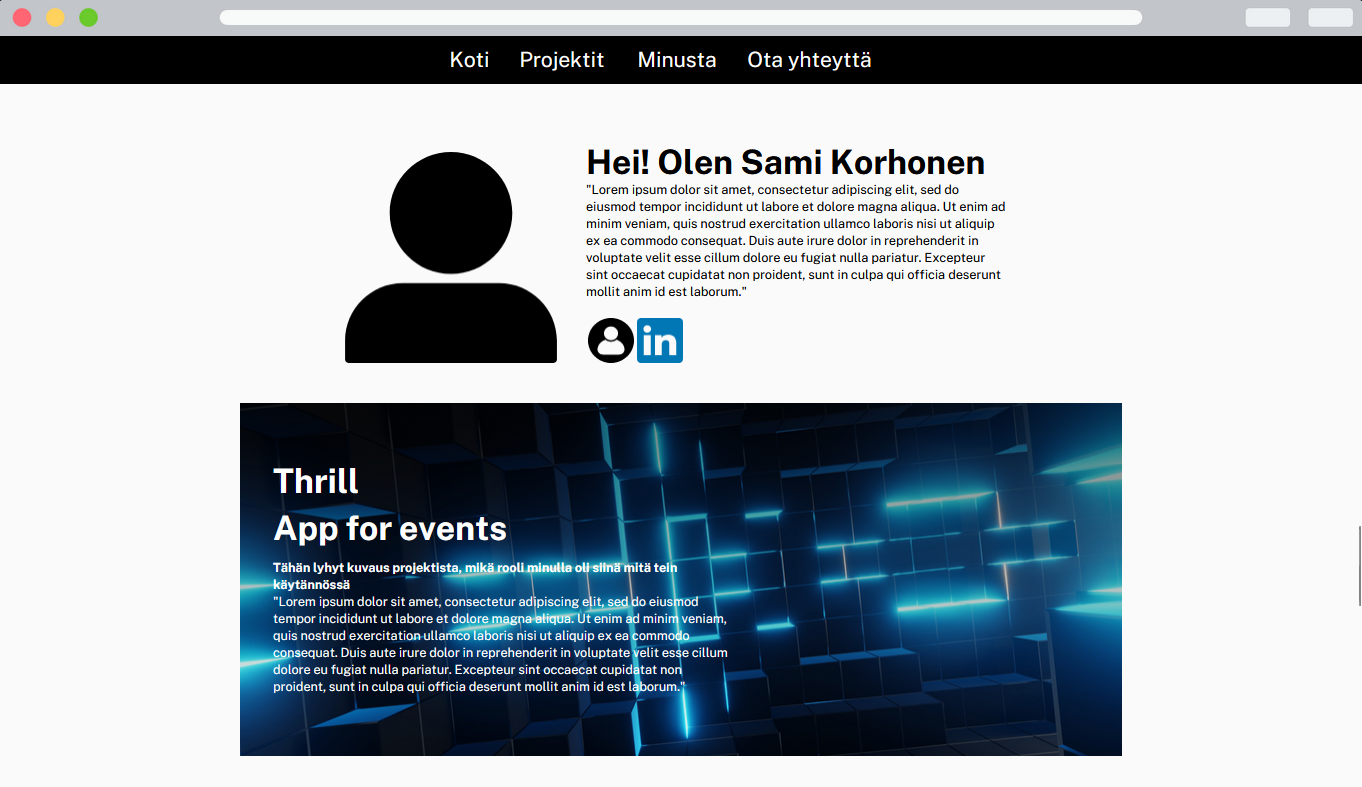 Koti Projektit Minusta Ota yhteyttä
Hei! Olen Sami Korhonen
"Lorem ipsum dolor sit amet, consectetur adipiscing elit, sed do
eiusmod tempor incididunt ut labore et dolore magna aliqua. Ut enim ad
minim veniam, quis nostrud exercitation ullamco laboris nisi ut aliquip
ex ea commodo consequat. Duis aute irure dolor in reprehenderit in
voluptate velit esse cillum dolore eu fugiat nulla pariatur. Excepteur
sint occaecat cupidatat non proident, sunt in culpa qui officia deserunt
mollit anim id est laborum."
in
Thrill
App for events
Tähän lyhyt kuvaus projektista, mikä rooli minulla oli siinä mitä tein
käytännössä
"Lorem ipsum dolor sit amet, consectetur adipiscing elit, sed do eiusmod
tempor incididunt ut labore et dolore magna aliqua. Ut enim ad minim veniam,
quis nostrud exercitation ullamco laboris nisi ut aliquip ex ea commodo
consequat. Duis aute irure dolor in reprehenderit in voluptate velit esse cillum
dolore eu fugiat nulla pariatur. Excepteur sint occaecat cupidatat non
proident, sunt in culpa qui officia deserunt mollit anim id est laborum."